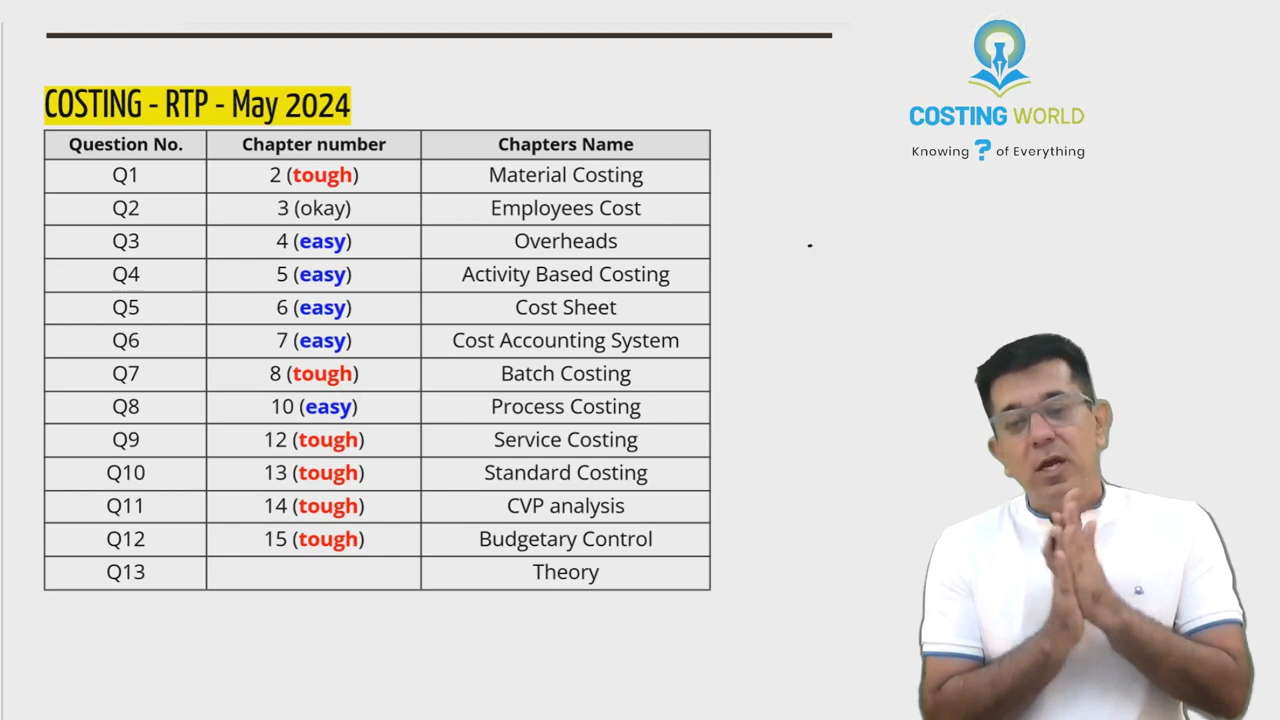 COSTING - RTP - May 2024
Question No. Chapter number Chapters Name
Q1 2 (tough) Material Costing
Q2 3 (okay) Employees Cost
Q3 4 (easy) Overheads
Q4 5 (easy) Activity Based Costing
Q5 6 (easy) Cost Sheet
Q6 7 (easy) Cost Accounting System
Q7 8 (tough) Batch Costing
Q8 10 (easy) Process Costing
Q9 12 (tough) Service Costing
Q10 13 (tough) Standard Costing
Q11 14 (tough) CVP analysis
Q12 15 (tough) Budgetary Control
Q13 Theory
COSTING WORLD
Knowing ? of Everything